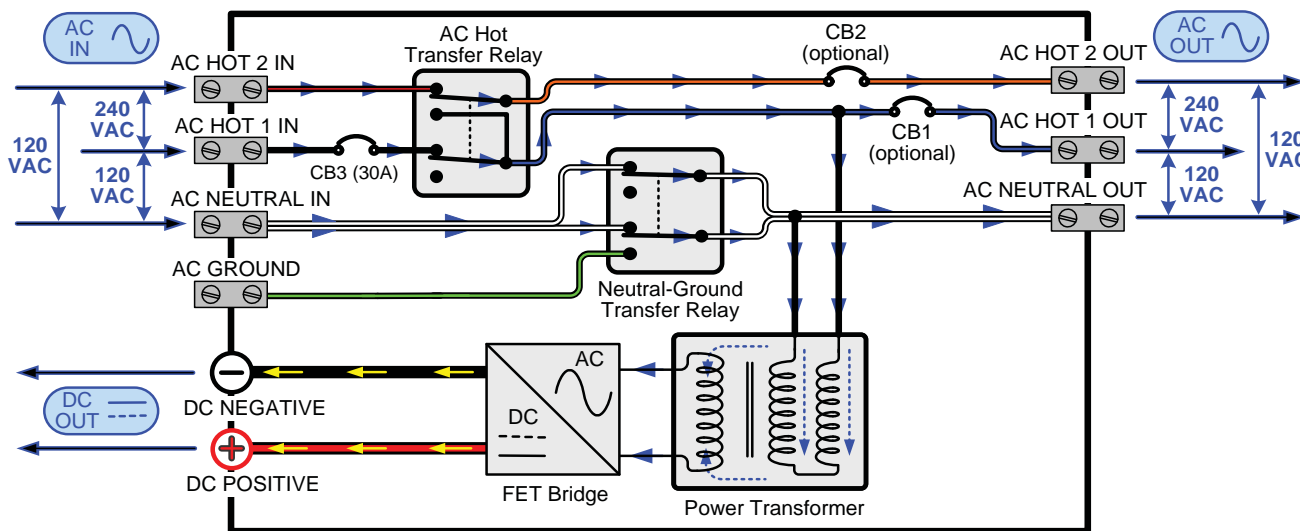 AC
IN
AC HOT 2 IN
AC Hot
Transfer Relay
CB2
(optional)
AC HOT 2 OUT
AC
OUT
240
VAC
120
VAC
120
VAC
AC HOT 1 IN
CB3 (30A)
CB1
(optional)
AC HOT 1 OUT
240
VAC
120
VAC
120
VAC
AC NEUTRAL IN
AC NEUTRAL OUT
AC GROUND
Neutral-Ground
Transfer Relay
DC NEGATIVE
DC
OUT
DC POSITIVE
AC
DC
FET Bridge
Power Transformer